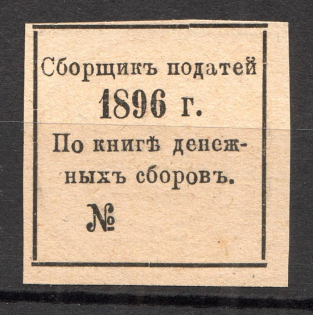 Сборщикъ податей
1896 г.
По книгѣ денеж-
ныхъ сборовъ.
№